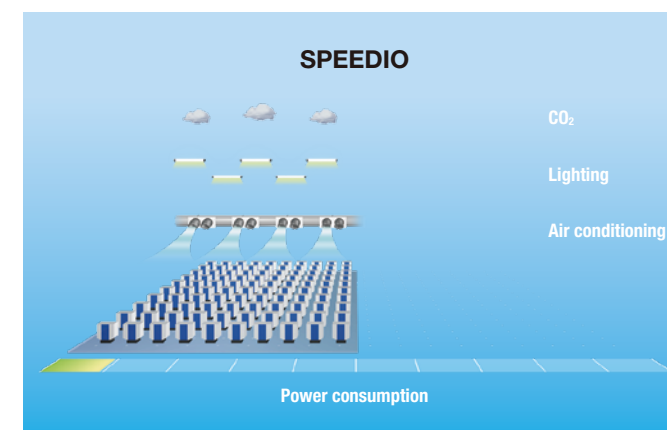 SPEEDIO
CO₂
Lighting
Air conditioning
Power consumption